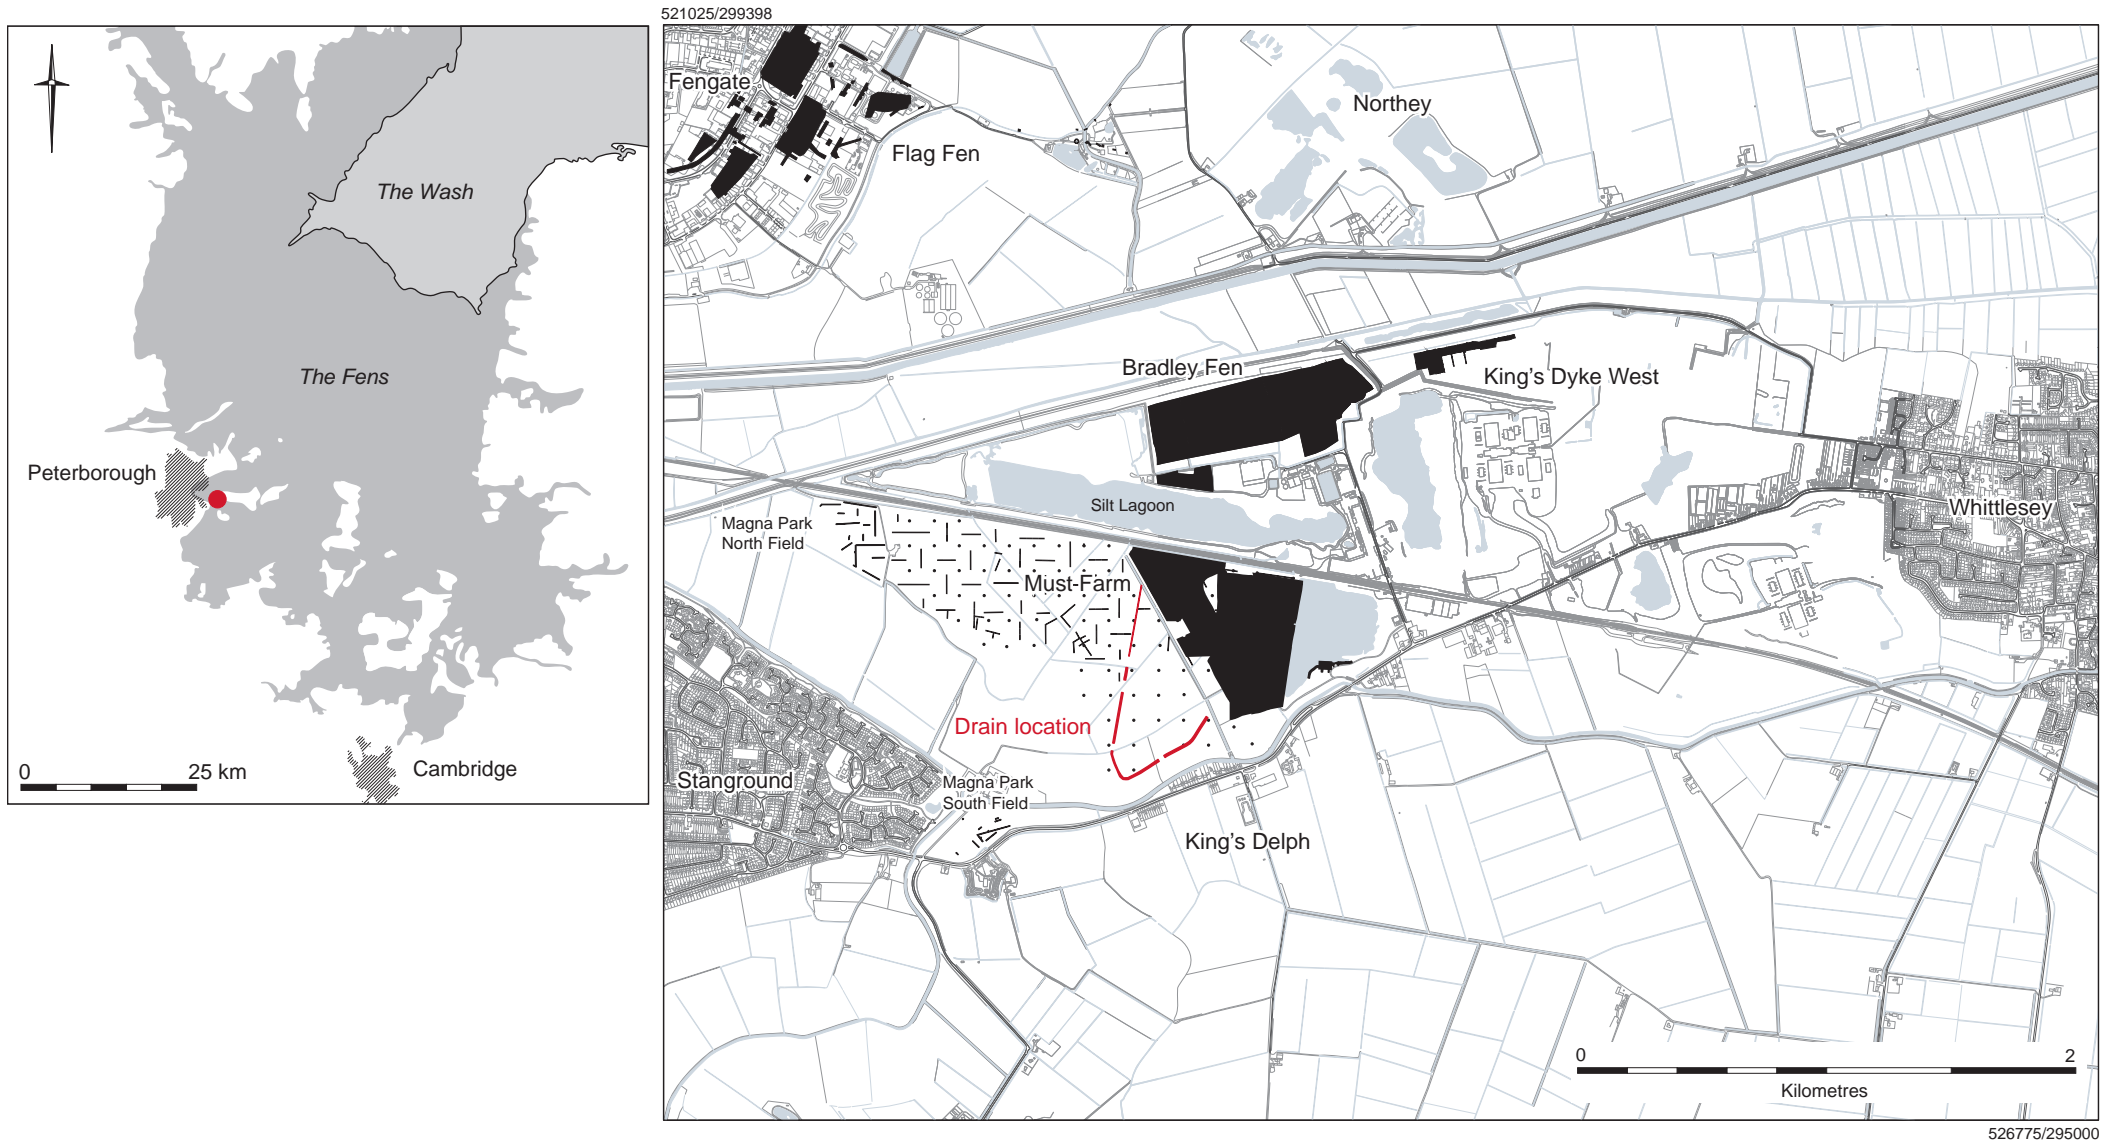 521025/299398
Fengate
Flag Fen
Northey
The Wash
The Fens
Bradley Fen
King's Dyke West
Peterborough
Silt Lagoon
Whittlesey
Magna Park
North Field
Must-Farm
Drain location
Stanground
Magna Park
South Field
King's Delph
Cambridge
0 25 km
0 2
Kilometres
526775/295000